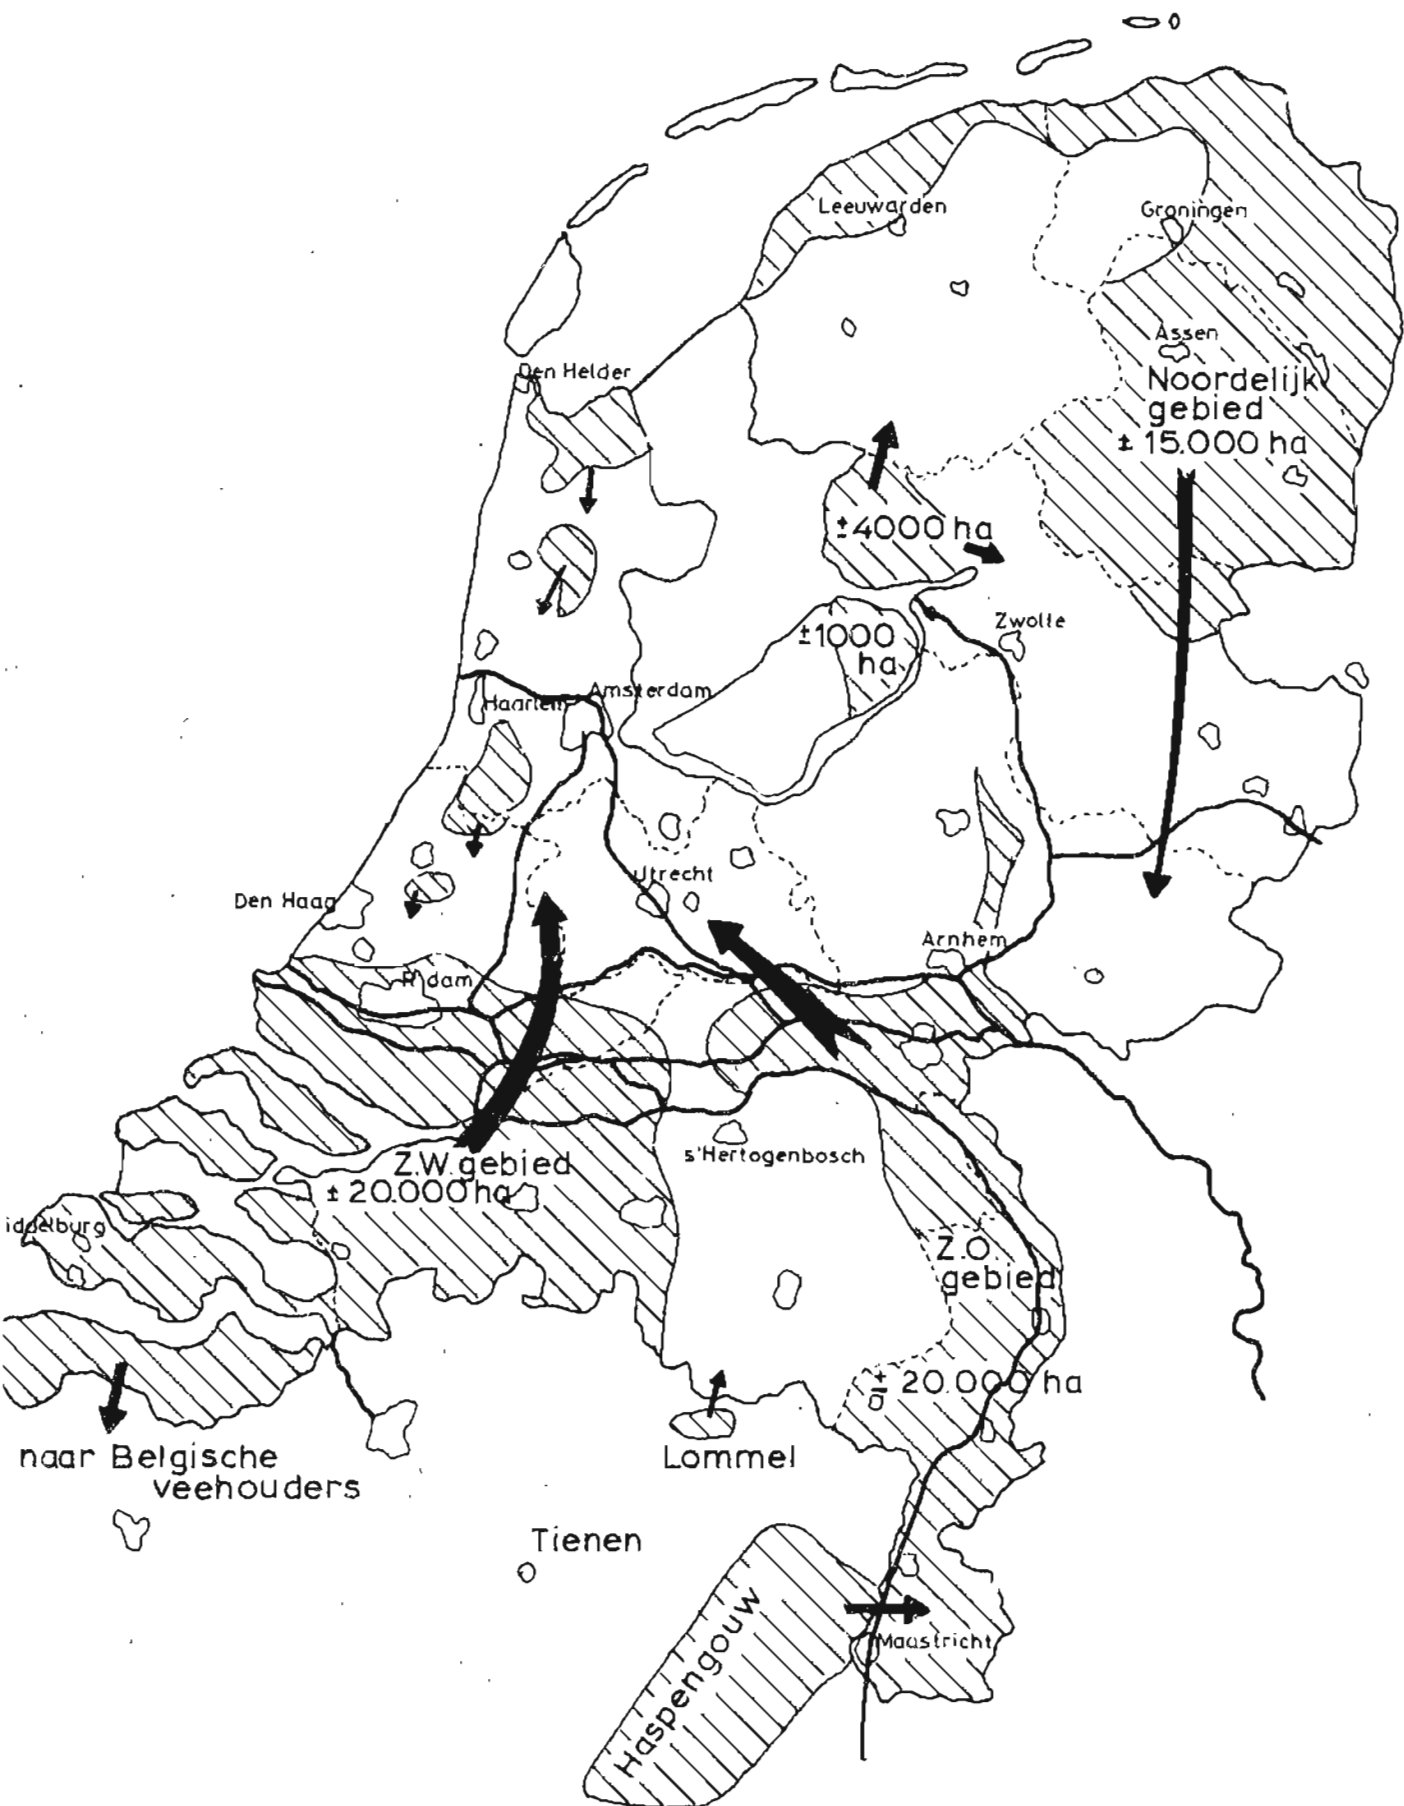 Leeuwarden
Groningen
Assen
Den Helder
Noordelijk
gebied
± 15.000 ha
±4000 ha
±1000
ha
Zwolle
Amsterdam
Haarlem
Utrecht
Den Haag
Arnhem
R'dam
s'Hertogenbosch
Z.W. gebied
± 20.000 ha
iddelburg
Z.O
gebied
± 20.000 ha
naar Belgische
veehouders
Lommel
Tienen
Haspengouw
Maastricht